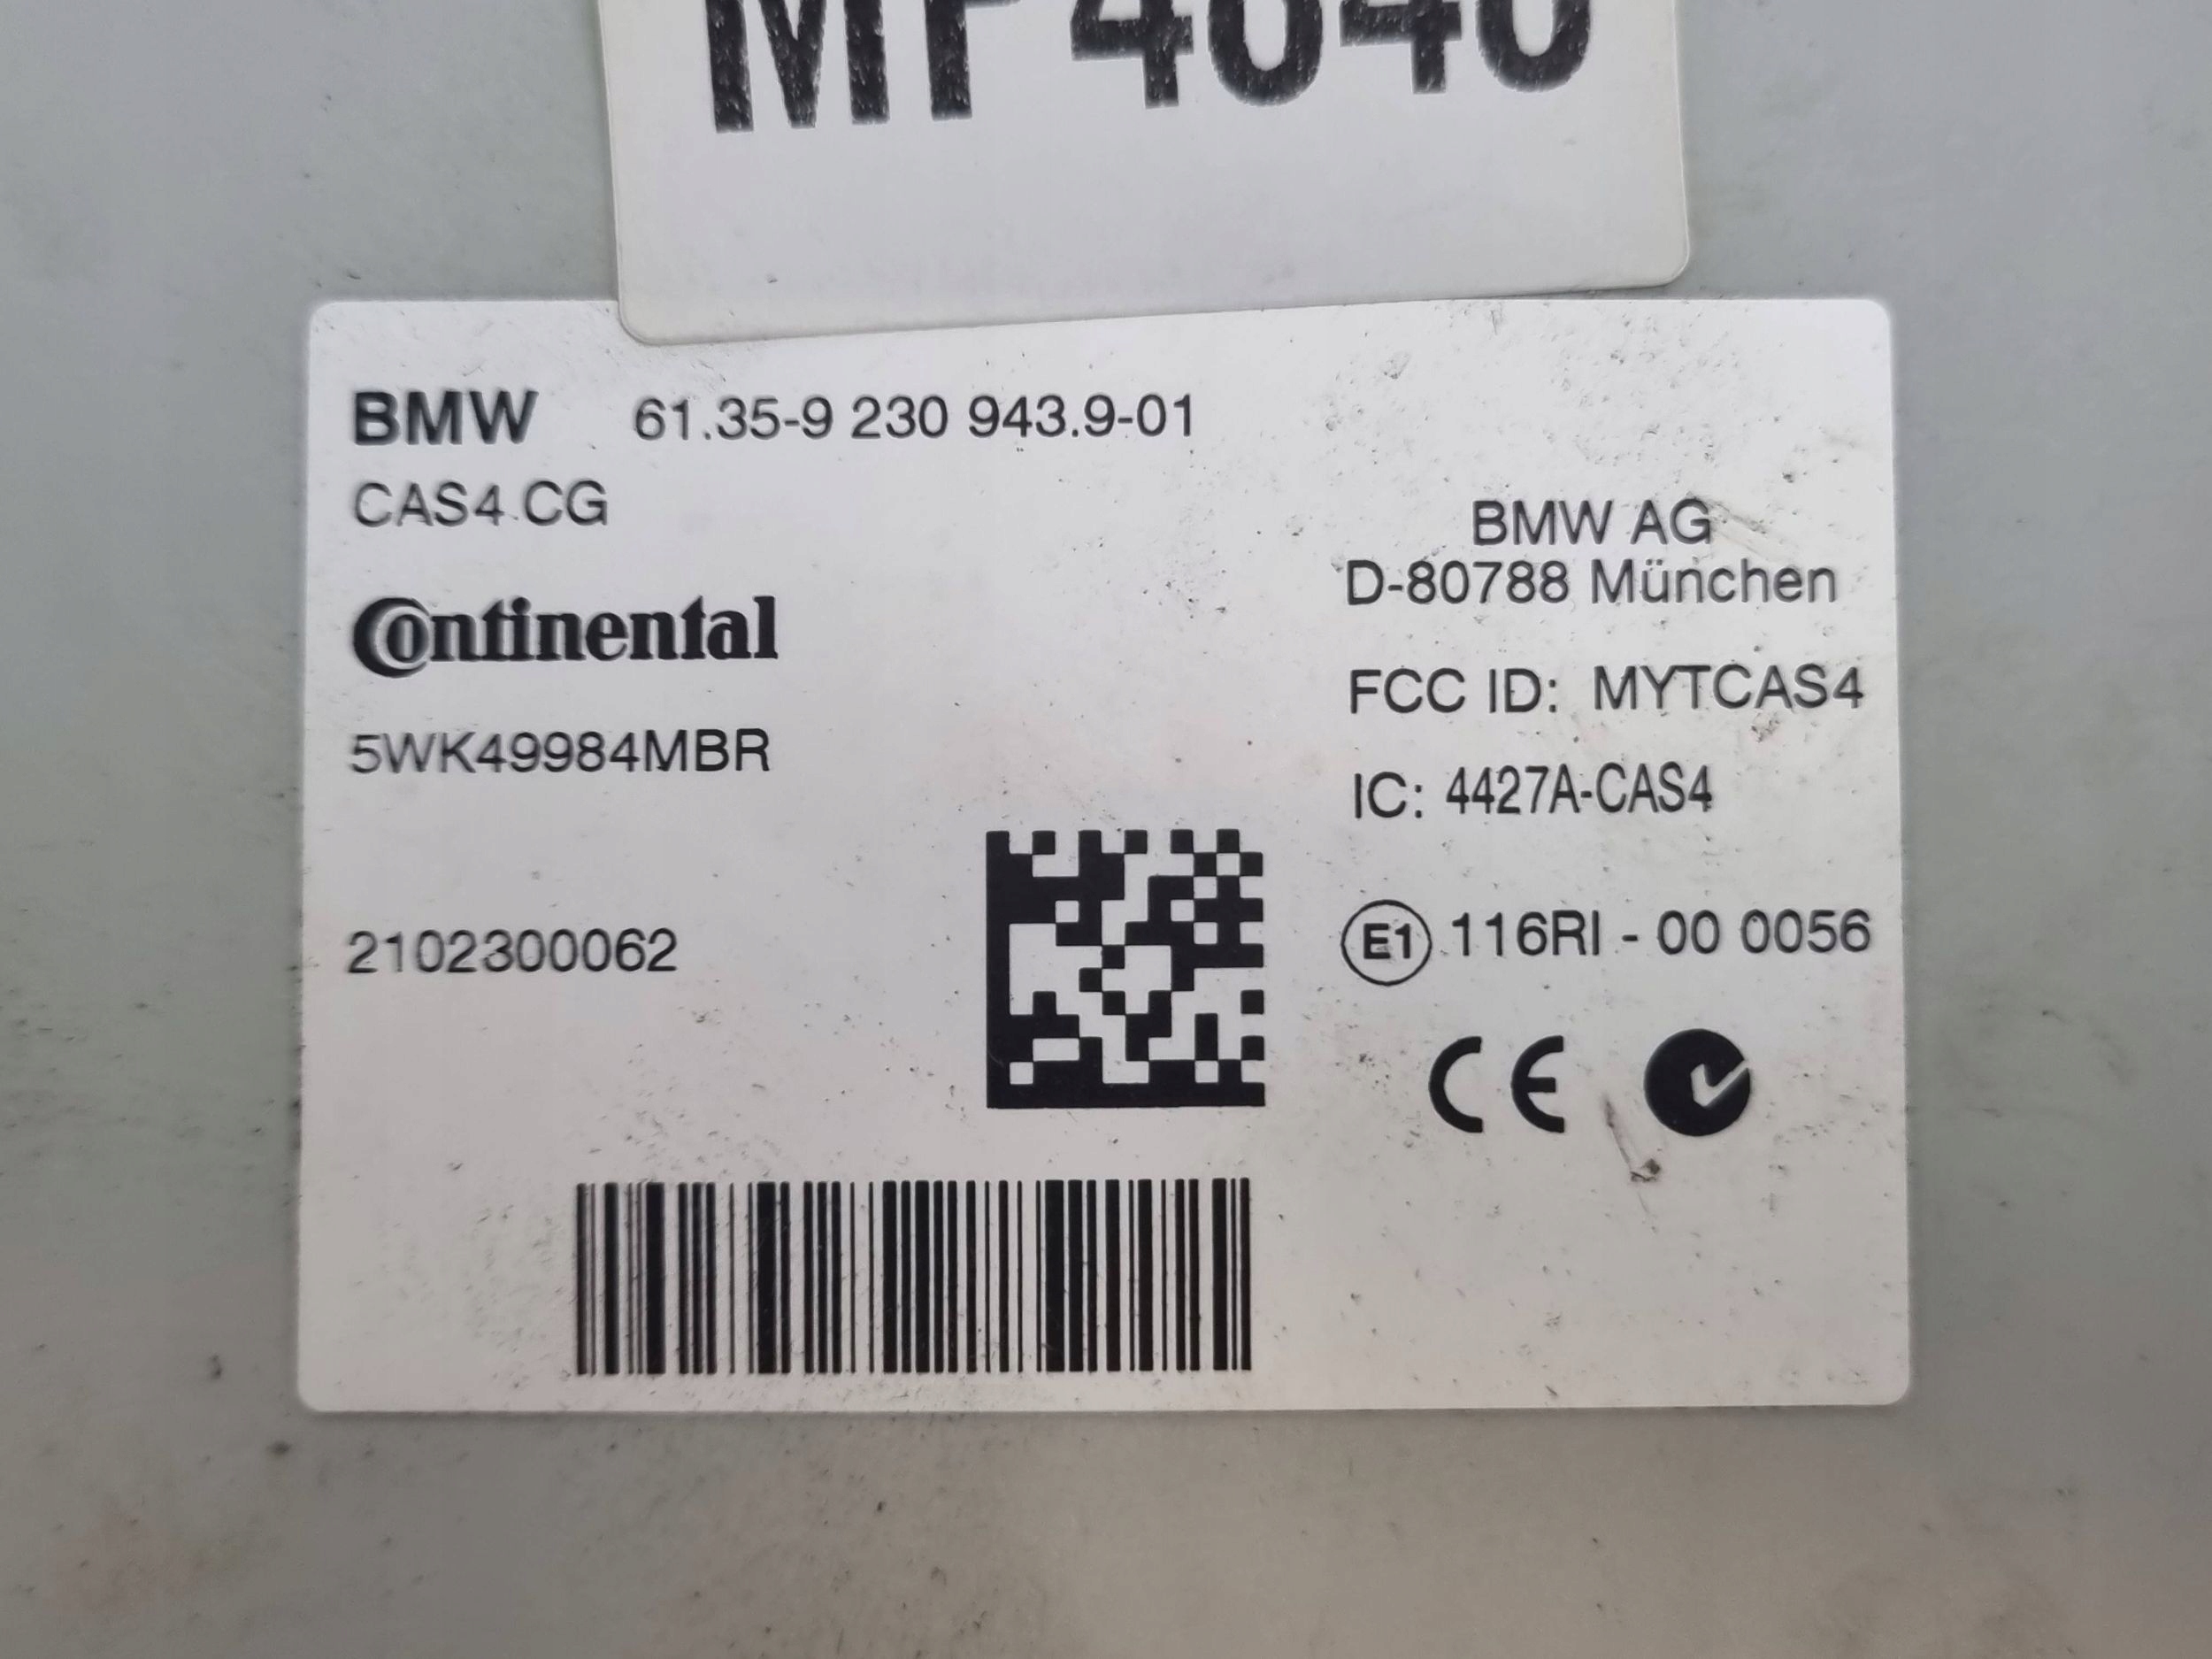 BMW 61.35-9 230 943.9-01
CAS4 CG
Continental
5WK49984MBR
2102300062
BMW AG
D-80788 München
FCC ID: MYTCAS4
IC: 4427A-CAS4
E1 116RI - 00 0056
CE